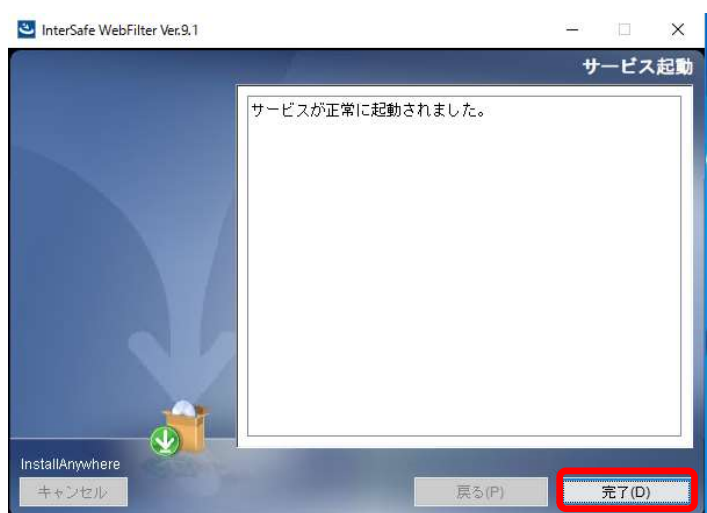 InterSafe WebFilter Ver.9.1
サービス起動
サービスが正常に起動されました。
InstallAnywhere
キャンセル
戻る(P)
完了(D)